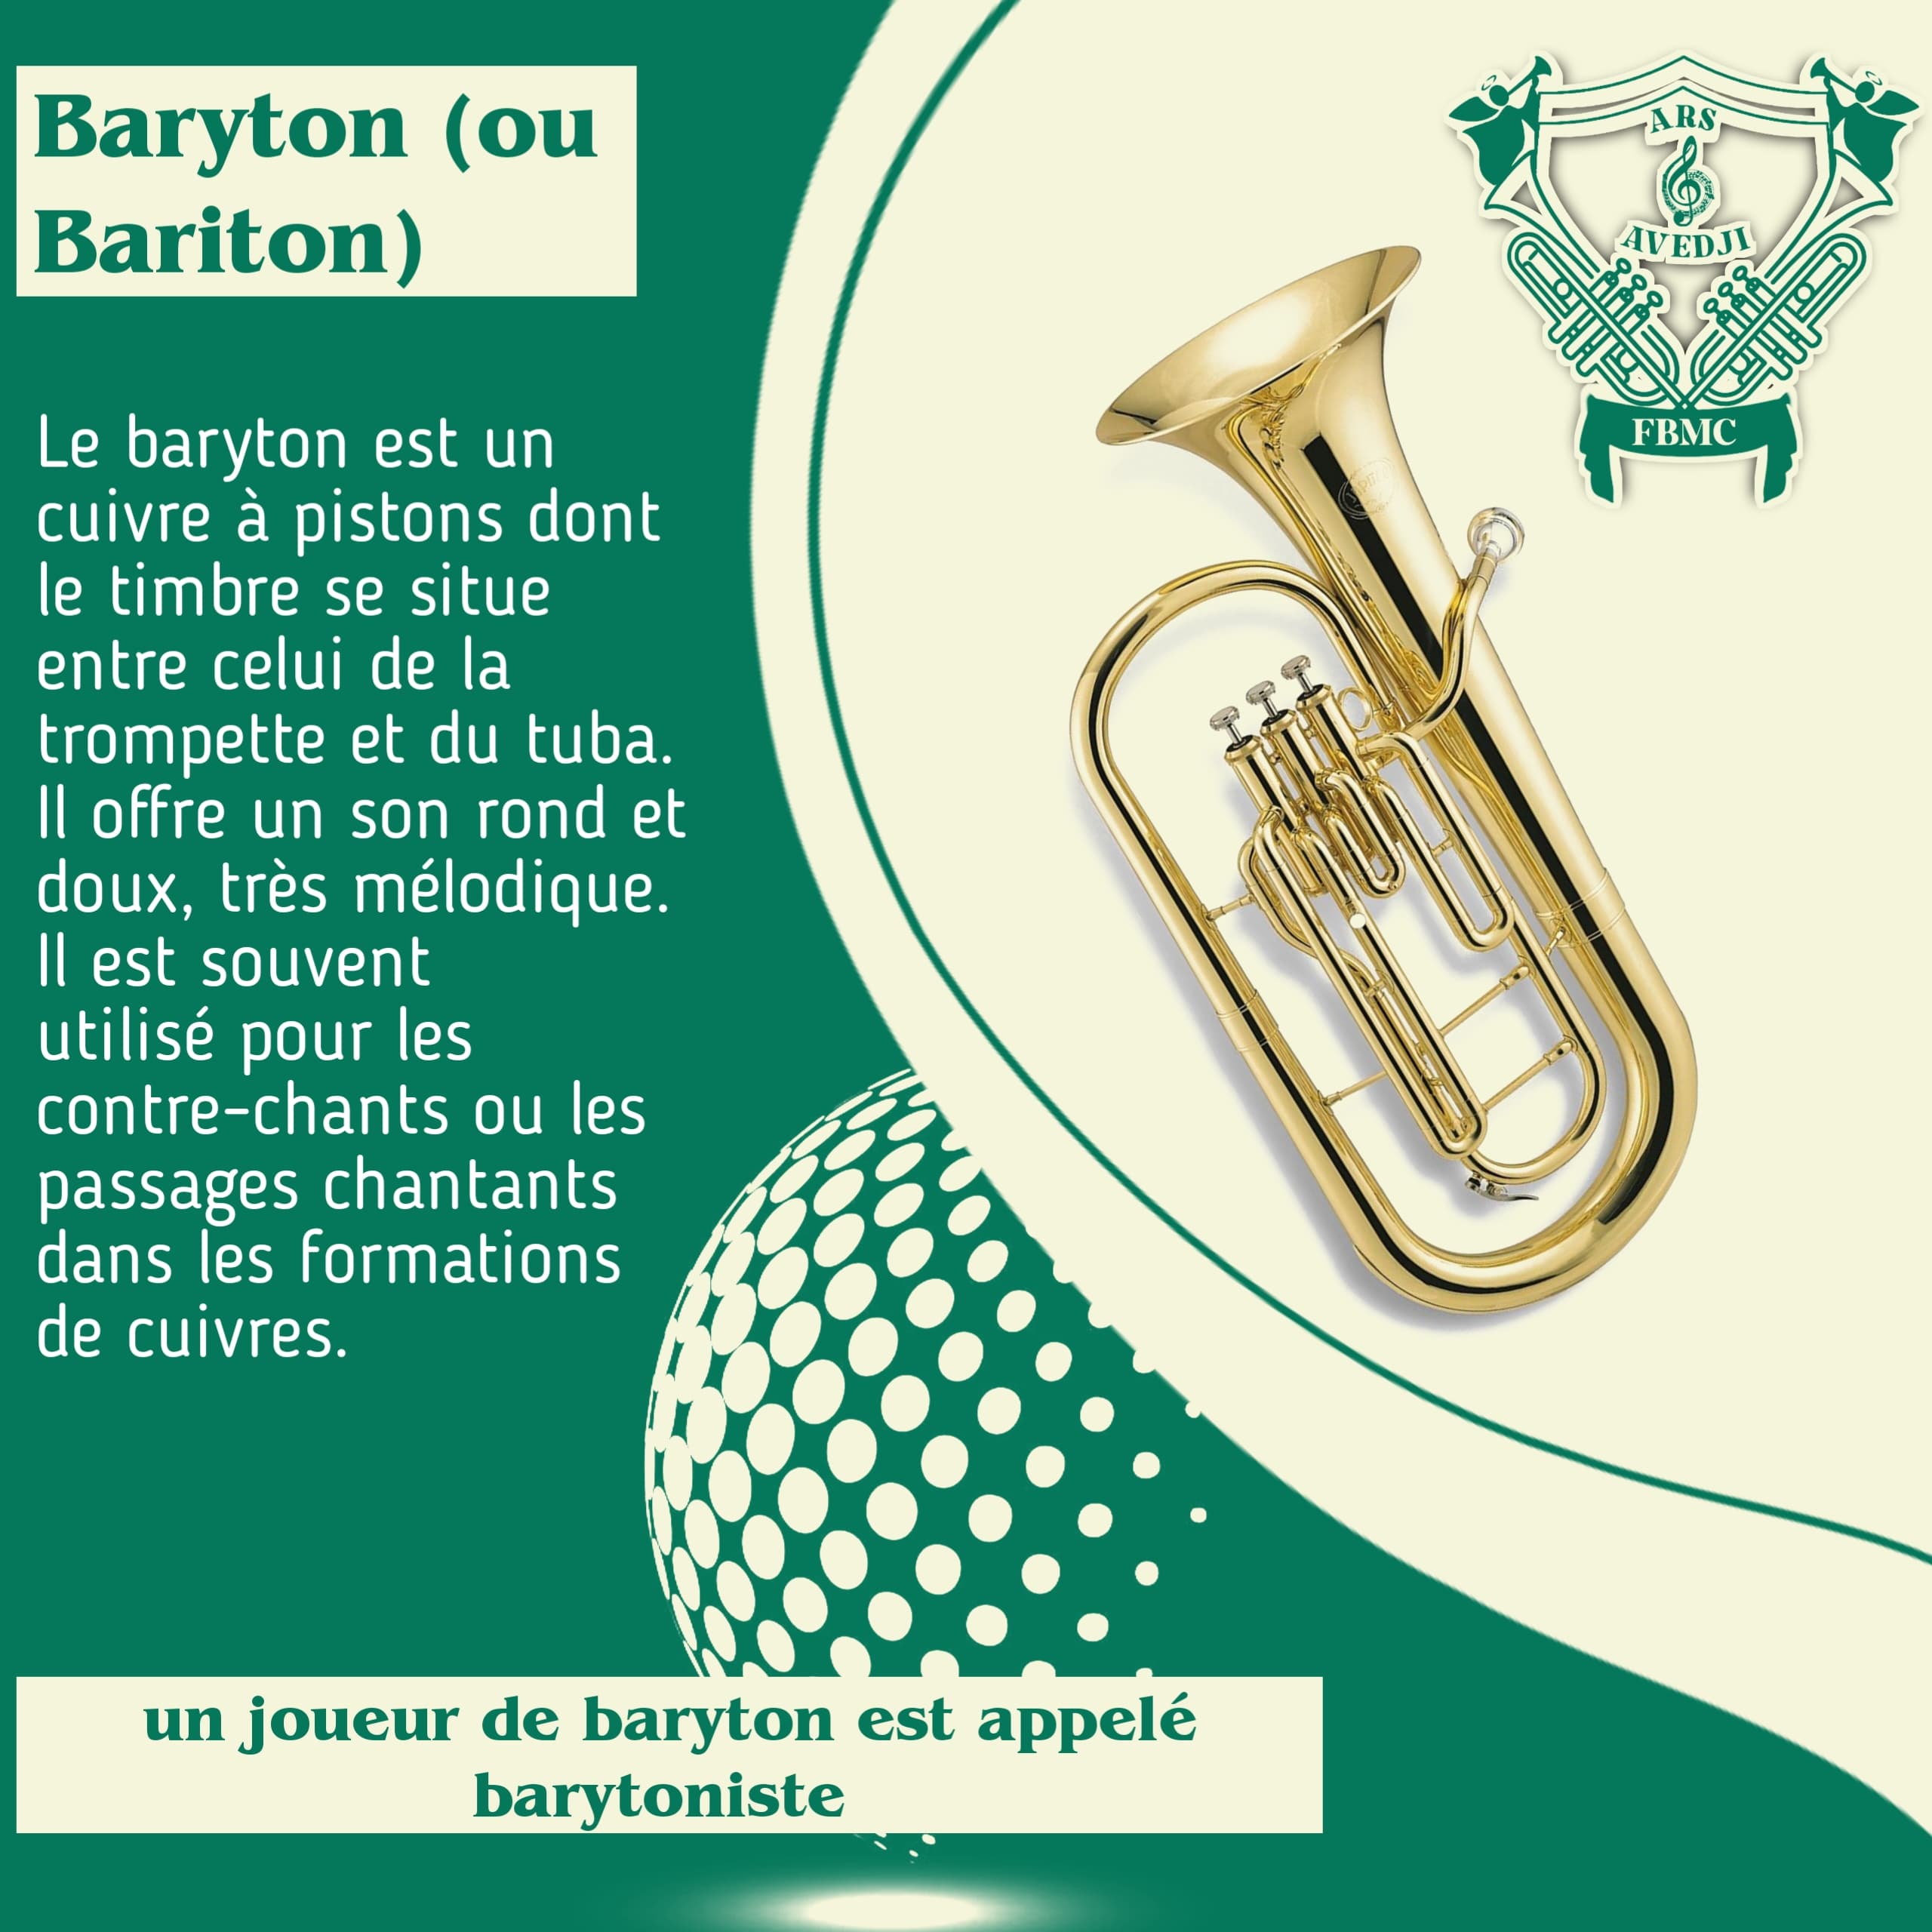 Baryton (ou
Bariton)
ARS
AVEDJI
FBMC
Le baryton est un
cuivre à pistons dont
le timbre se situe
entre celui de la
trompette et du tuba.
Il offre un son rond et
doux, très mélodique.
Il est souvent
utilisé pour les
contre-chants ou les
passages chantants
dans les formations
de cuivres.
un joueur de baryton est appelé
barytoniste